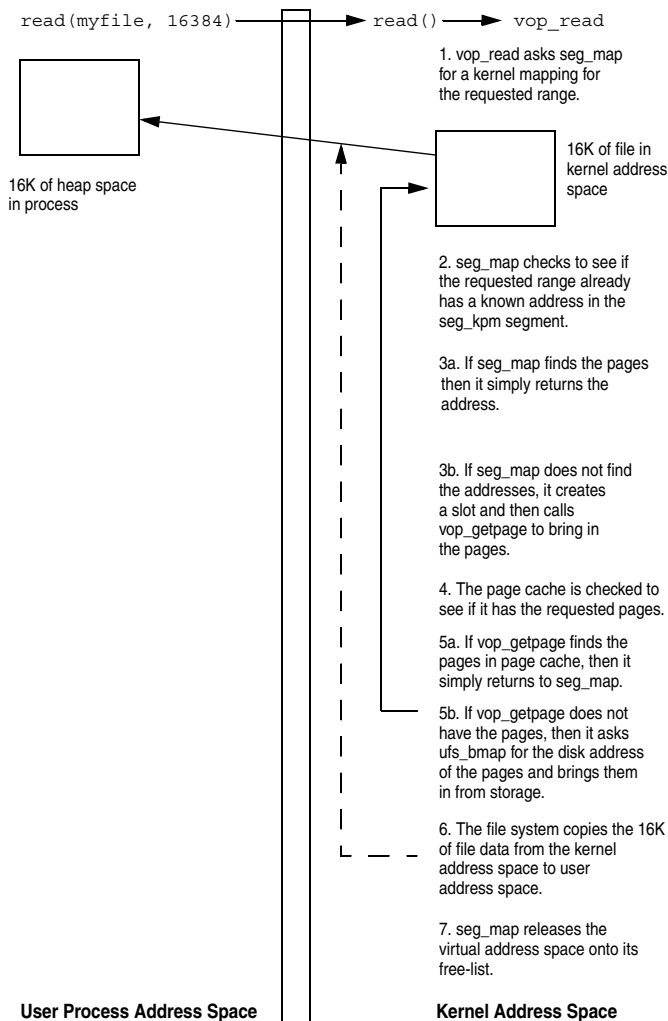 read(myfile, 16384) read() vop_read
1. vop_read asks seg_map
for a kernel mapping for
the requested range.
16K of heap space
in process
16K of file in
kernel address
space
2. seg_map checks to see if
the requested range already
has a known address in the
seg_kpm segment.
3a. If seg_map finds the pages
then it simply returns the
address.
3b. If seg_map does not find
the addresses, it creates
a slot and then calls
vop_getpage to bring in
the pages.
4. The page cache is checked to
see if it has the requested pages.
5a. If vop_getpage finds the
pages in page cache, then it
simply returns to seg_map.
5b. If vop_getpage does not
have the pages, then it asks
ufs_bmap for the disk address
of the pages and brings them
in from storage.
6. The file system copies the 16K
of file data from the kernel
address space to user
address space.
7. seg_map releases the
virtual address space onto its
free-list.
User Process Address Space
Kernel Address Space